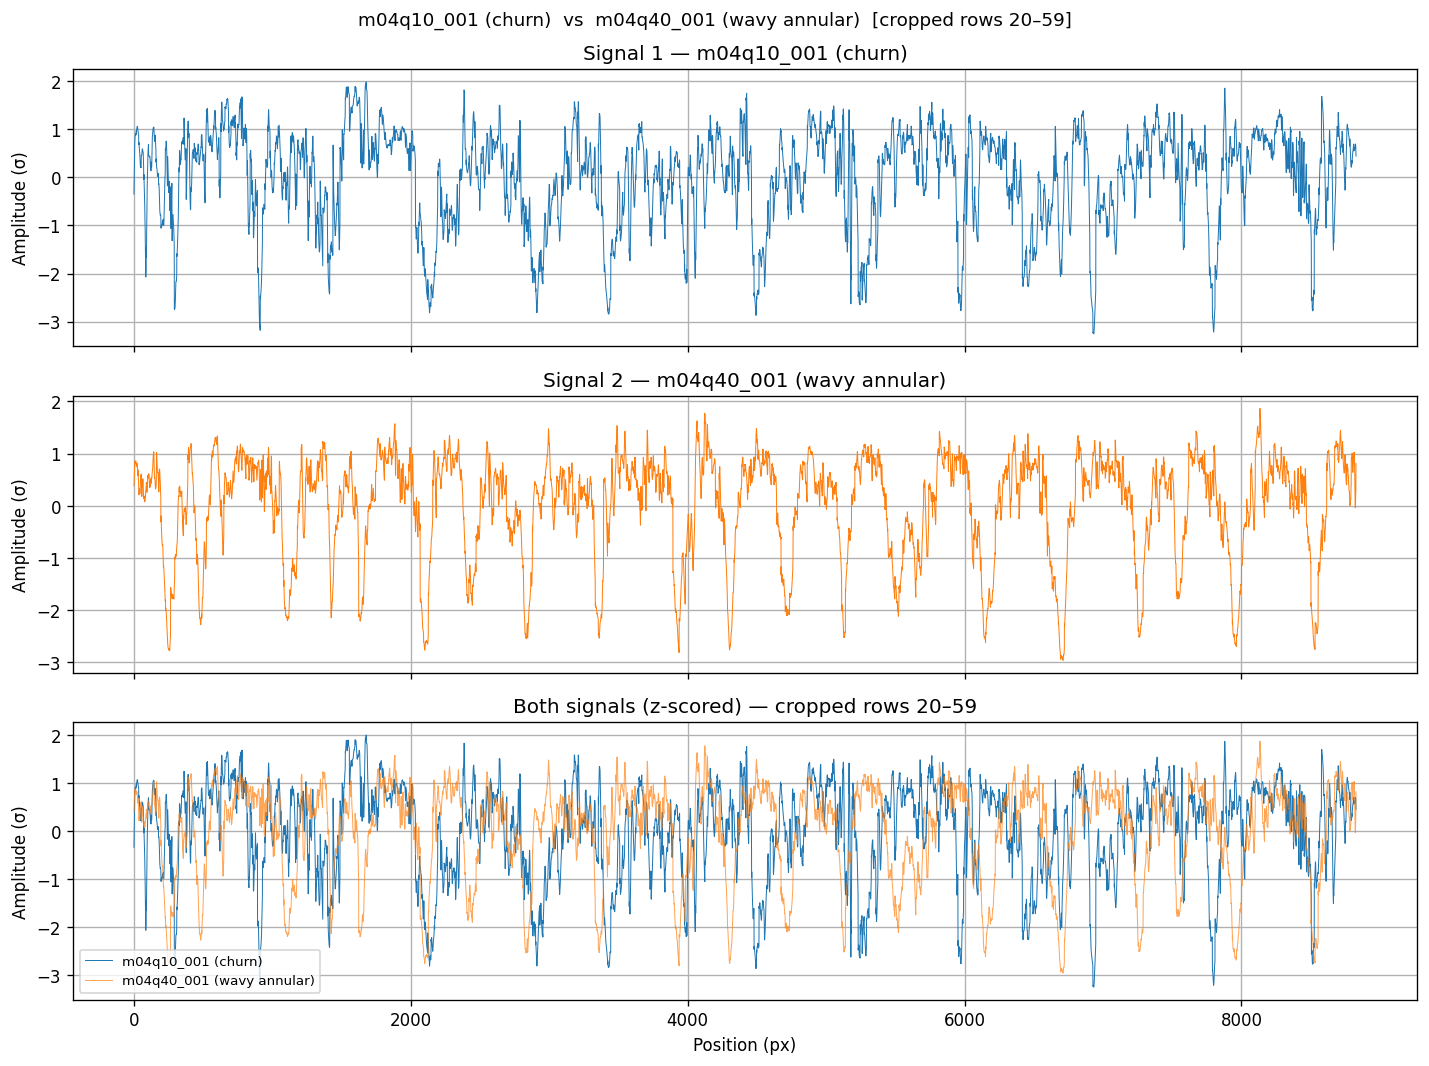 m04q10_001 (churn)  vs  m04q40_001 (wavy annular)  [cropped rows 20–59]
Signal 1 — m04q10_001 (churn)
Amplitude (σ)
2
1
0
−1
−2
−3
Signal 2 — m04q40_001 (wavy annular)
Amplitude (σ)
2
1
0
−1
−2
−3
Both signals (z-scored) — cropped rows 20–59
Amplitude (σ)
2
1
0
−1
−2
−3
m04q10_001 (churn)
m04q40_001 (wavy annular)
0 2000 4000 6000 8000
Position (px)